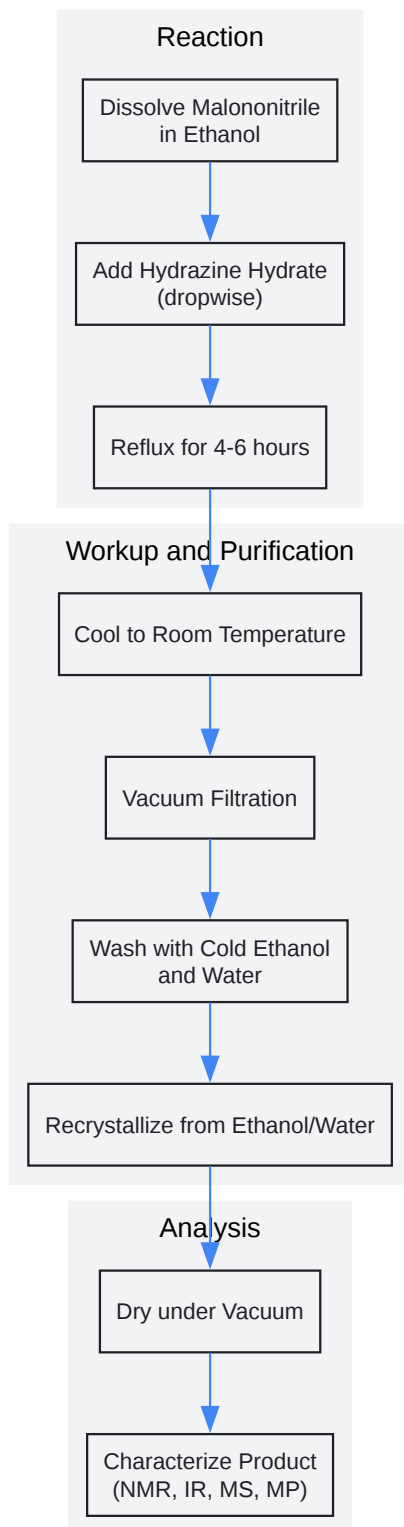 Reaction
Dissolve Malononitrile
in Ethanol
Add Hydrazine Hydrate
(dropwise)
Reflux for 4-6 hours
Workup and Purification
Cool to Room Temperature
Vacuum Filtration
Wash with Cold Ethanol
and Water
Recrystallize from Ethanol/Water
Analysis
Dry under Vacuum
Characterize Product
(NMR, IR, MS, MP)